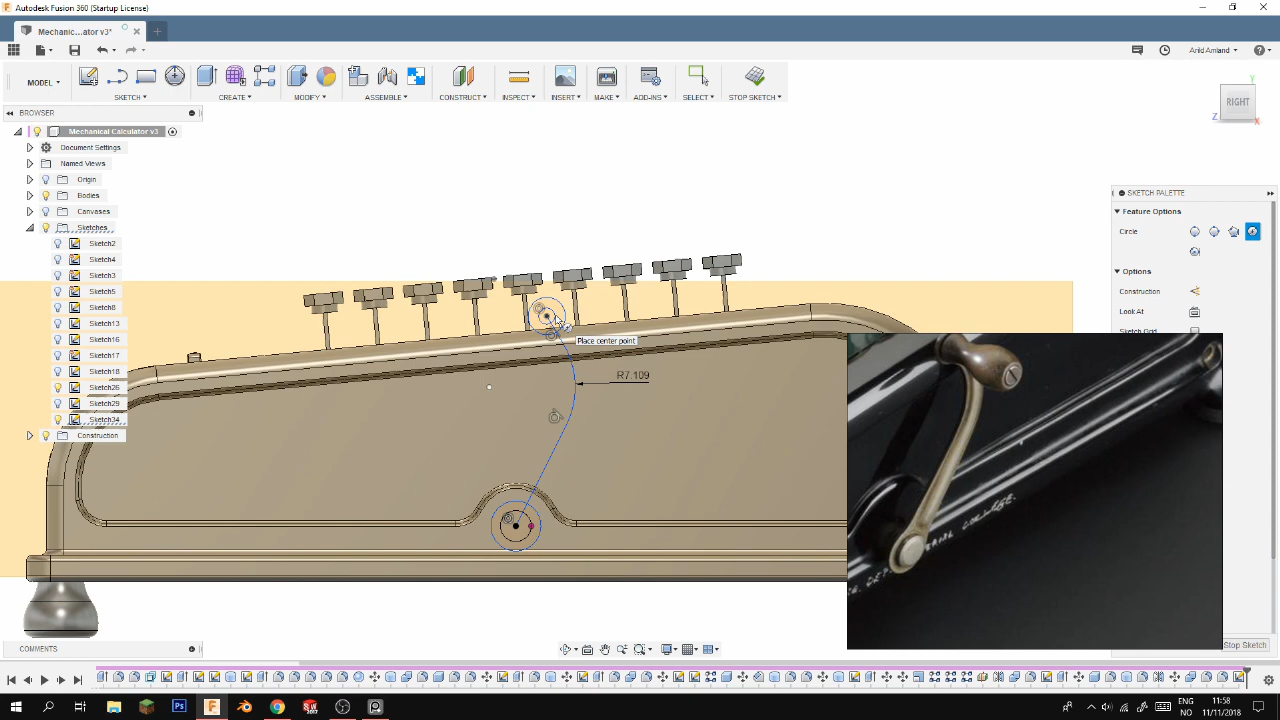 Autodesk Fusion 360 (Startup License)
Mechanic...ator v3*
Arild Amland
MODEL
SKETCH
CREATE
MODIFY
ASSEMBLE
CONSTRUCT
INSPECT
INSERT
MAKE
ADD-INS
SELECT
STOP SKETCH
RIGHT
Y
Z
X
BROWSER
Mechanical Calculator v3
Document Settings
Named Views
Origin
Bodies
Canvases
Sketches
Sketch2
Sketch4
Sketch3
Sketch5
Sketch8
Sketch13
Sketch16
Sketch17
Sketch18
Sketch26
Sketch29
Sketch34
Construction
SKETCH PALETTE
Feature Options
Circle
Options
Construction
Look At
Sketch Grid
Place center point
R7.109
COLLEGE.
Stop Sketch
COMMENTS
ENG
NO
11:58
11/11/2018